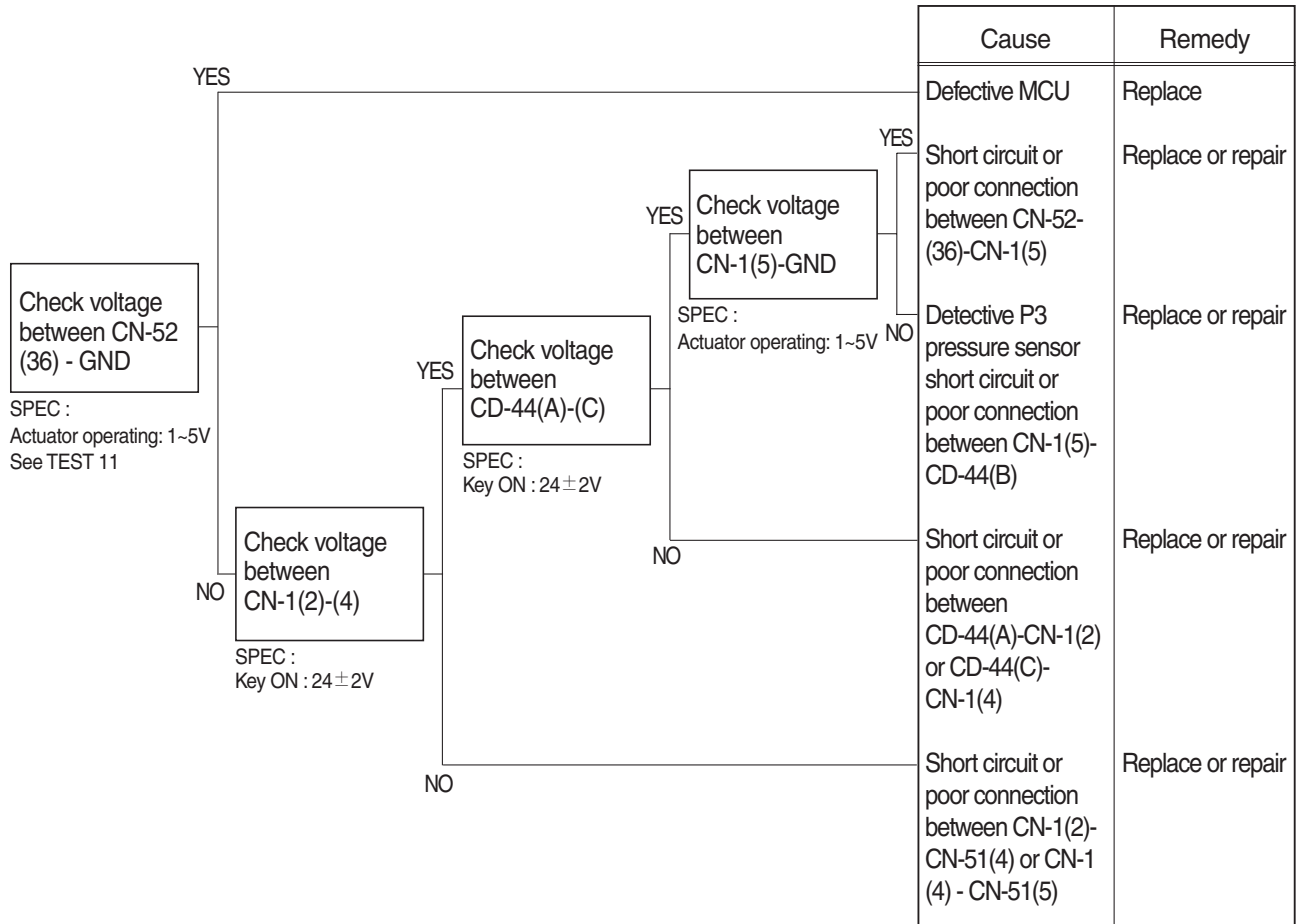 Cause
Remedy
YES
Defective MCU
Replace
YES
Short circuit or
poor connection
between CN-52-
(36)-CN-1(5)
Replace or repair
YES
Check voltage
between
CN-1(5)-GND
SPEC :
Actuator operating: 1~5V
NO
Detective P3
pressure sensor
short circuit or
poor connection
between CN-1(5)-
CD-44(B)
Replace or repair
Check voltage
between CN-52
(36) - GND
SPEC :
Actuator operating: 1~5V
See TEST 11
YES
Check voltage
between
CD-44(A)-(C)
SPEC :
Key ON : 24±2V
NO
Short circuit or
poor connection
between
CD-44(A)-CN-1(2)
or CD-44(C)-
CN-1(4)
Replace or repair
NO
Check voltage
between
CN-1(2)-(4)
SPEC :
Key ON : 24±2V
NO
Short circuit or
poor connection
between CN-1(2)-
CN-51(4) or CN-1
(4) - CN-51(5)
Replace or repair